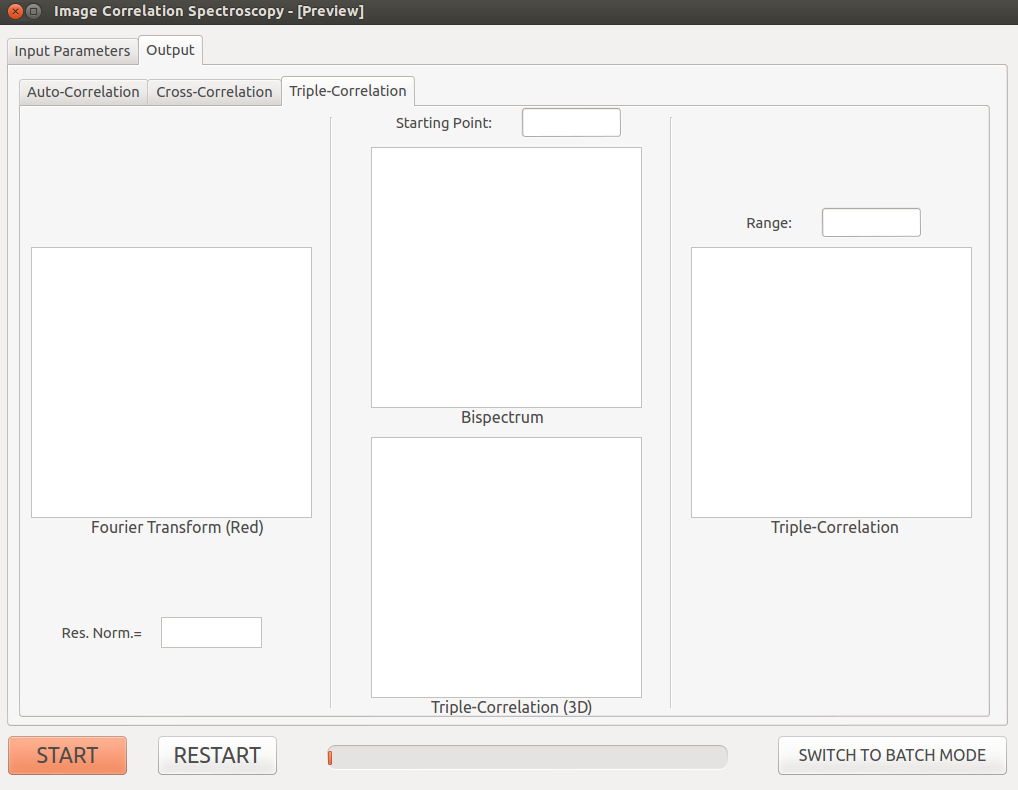 Image Correlation Spectroscopy - [Preview]
Input Parameters
Output
Auto-Correlation
Cross-Correlation
Triple-Correlation
Starting Point:
Range:
Bispectrum
Fourier Transform (Red)
Triple-Correlation
Res. Norm.=
Triple-Correlation (3D)
START
RESTART
SWITCH TO BATCH MODE